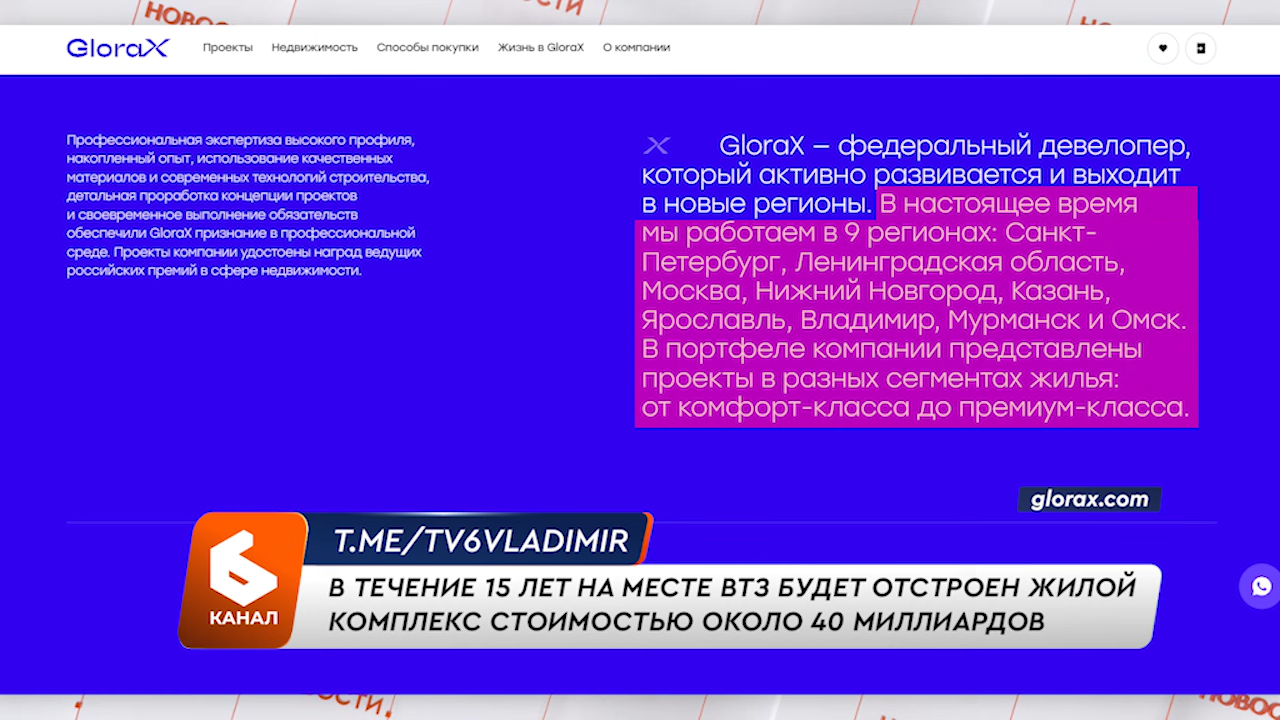 НОВОСТИ
GloraX
Проекты Недвижимость Способы покупки Жизнь в GloraX О компании
Профессиональная экспертиза высокого профиля,
накопленный опыт, использование качественных
материалов и современных технологий строительства,
детальная проработка концепции проектов
и своевременное выполнение обязательств
обеспечили GloraX признание в профессиональной
среде. Проекты компании удостоены наград ведущих
российских премий в сфере недвижимости.
GloraX — федеральный девелопер,
который активно развивается и выходит
в новые регионы. В настоящее время
мы работаем в 9 регионах: Санкт-
Петербург, Ленинградская область,
Москва, Нижний Новгород, Казань,
Ярославль, Владимир, Мурманск и Омск.
В портфеле компании представлены
проекты в разных сегментах жилья:
от комфорт-класса до премиум-класса.
glorax.com
6
КАНАЛ
T.ME/TV6VLADIMIR
В ТЕЧЕНИЕ 15 ЛЕТ НА МЕСТЕ ВТЗ БУДЕТ ОТСТРОЕН ЖИЛОЙ
КОМПЛЕКС СТОИМОСТЬЮ ОКОЛО 40 МИЛЛИАРДОВ